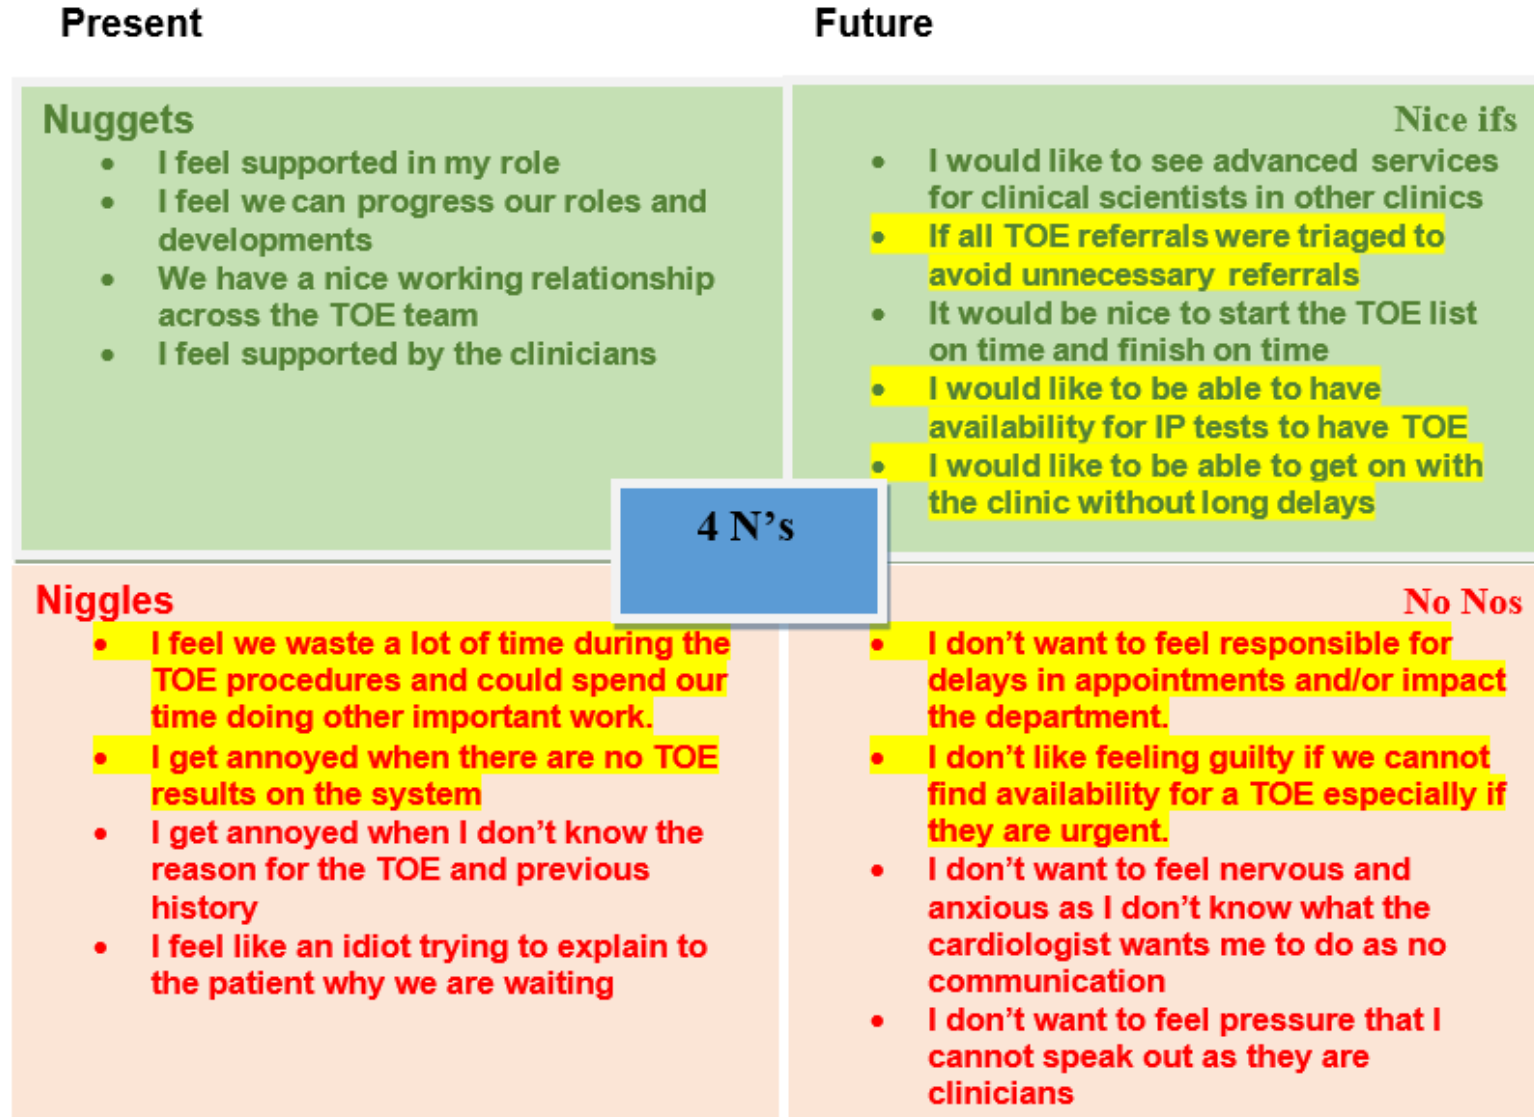 Present
Future
Nuggets
• I feel supported in my role
• I feel we can progress our roles and
developments
• We have a nice working relationship
across the TOE team
• I feel supported by the clinicians
Nice ifs
• I would like to see advanced services
for clinical scientists in other clinics
• If all TOE referrals were triaged to
avoid unnecessary referrals
• It would be nice to start the TOE list
on time and finish on time
• I would like to be able to have
availability for IP tests to have TOE
• I would like to be able to get on with
the clinic without long delays
4 N’s
Niggles
• I feel we waste a lot of time during the
TOE procedures and could spend our
time doing other important work.
• I get annoyed when there are no TOE
results on the system
• I get annoyed when I don’t know the
reason for the TOE and previous
history
• I feel like an idiot trying to explain to
the patient why we are waiting
No Nos
• I don’t want to feel responsible for
delays in appointments and/or impact
the department.
• I don’t like feeling guilty if we cannot
find availability for a TOE especially if
they are urgent.
• I don’t want to feel nervous and
anxious as I don’t know what the
cardiologist wants me to do as no
communication
• I don’t want to feel pressure that I
cannot speak out as they are
clinicians